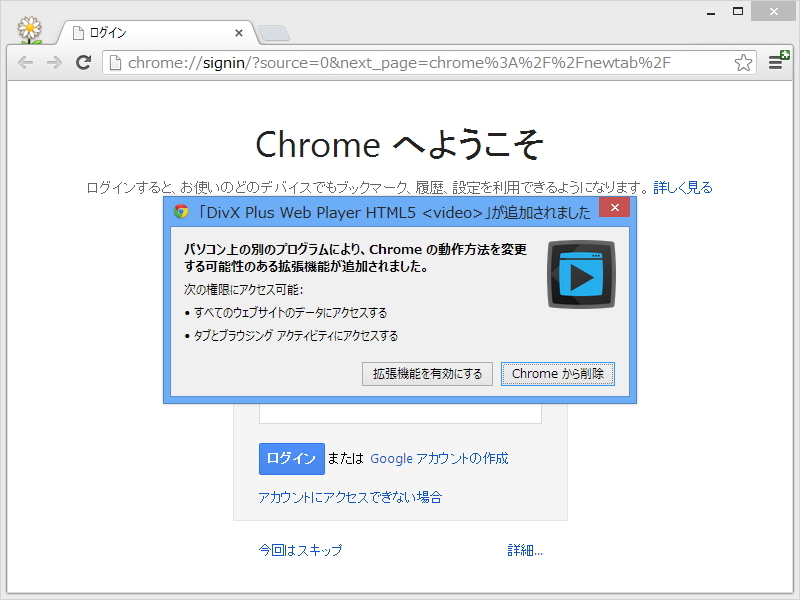 ログイン
chrome://signin/?source=0&next_page=chrome%3A%2F%2Fnewtab%2F
Chrome へようこそ
ログインすると、お使いのどのデバイスでもブックマーク、履歴、設定を利用できるようになります。 詳しく見る
「DivX Plus Web Player HTML5 <video>」が追加されました
パソコン上の別のプログラムにより、Chrome の動作方法を変更
する可能性のある拡張機能が追加されました。
次の権限にアクセス可能:
• すべてのウェブサイトのデータにアクセスする
• タブとブラウジング アクティビティにアクセスする
拡張機能を有効にする Chrome から削除
ログイン または Google アカウントの作成
アカウントにアクセスできない場合
今回はスキップ 詳細...